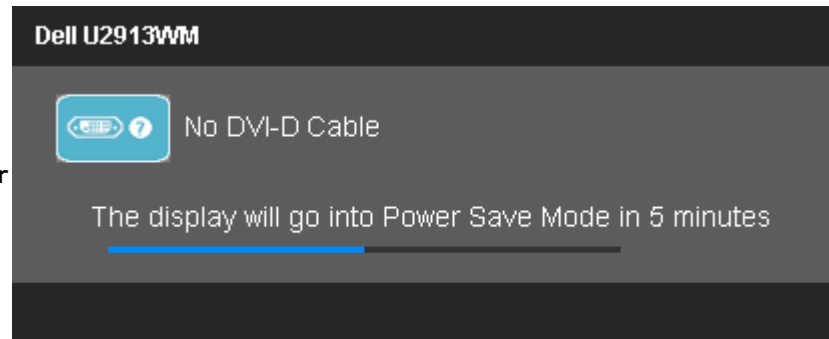 Dell U2913WM
? No DVI-D Cable
r
The display will go into Power Save Mode in 5 minutes